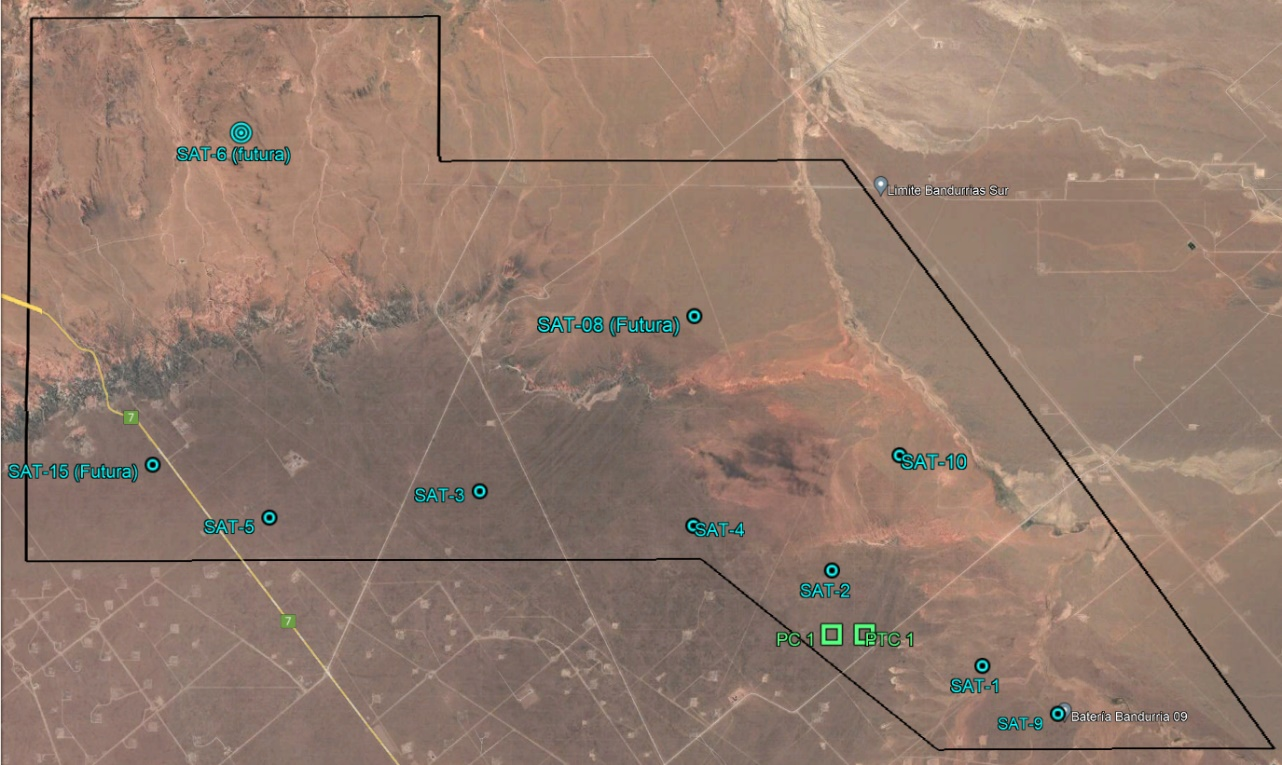 SAT-6 (futura)
Limite Bandurrias Sur
SAT-08 (Futura)
7
SAT-15 (Futura)
SAT-10
SAT-3
SAT-5
SAT-4
SAT-2
7
PC 1
PTC 1
SAT-1
SAT-9
Batería Bandurria 09